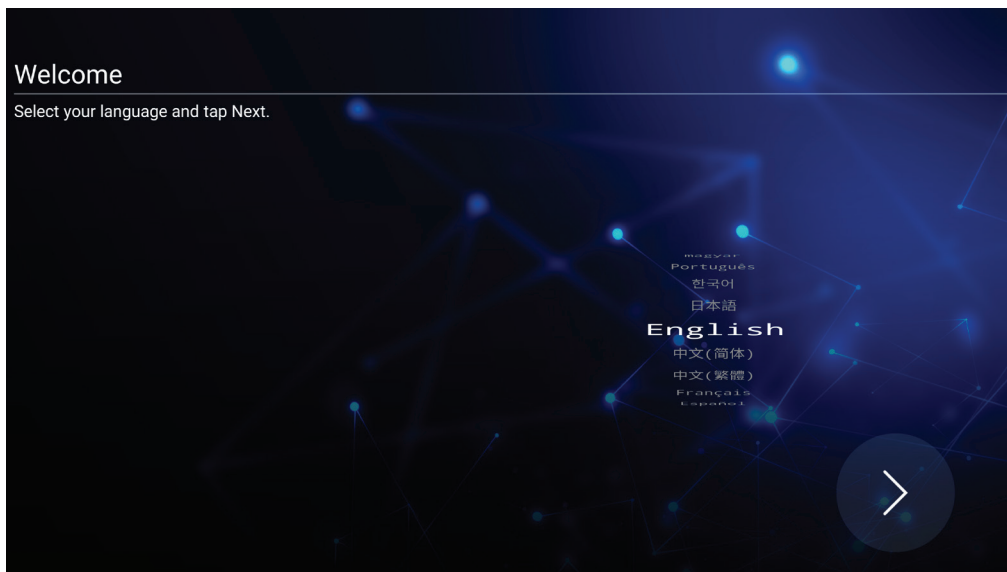 Welcome
Select your language and tap Next.
magyar
Português
한국어
日本語
English
中文(简体)
中文(繁體)
Français
Español